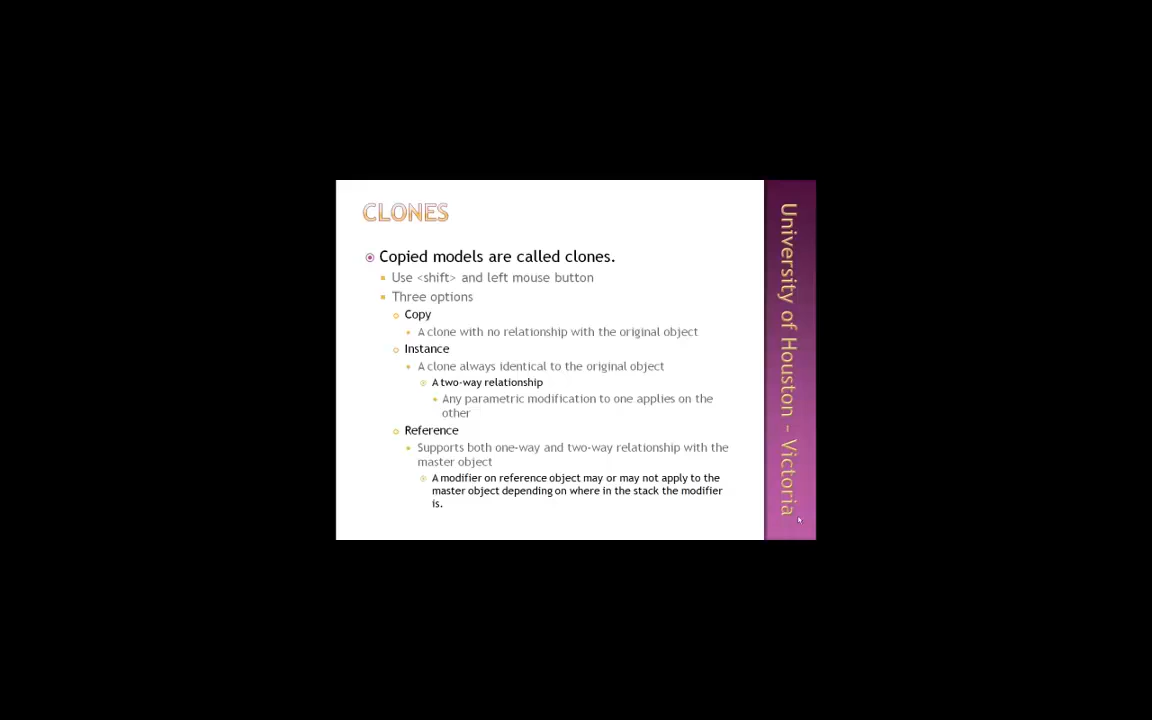 CLONES
Copied models are called clones.
Use <shift> and left mouse button
Three options
Copy
A clone with no relationship with the original object
Instance
A clone always identical to the original object
A two-way relationship
Any parametric modification to one applies on the
other
Reference
Supports both one-way and two-way relationship with the
master object
A modifier on reference object may or may not apply to the
master object depending on where in the stack the modifier
is.
University of Houston - Victoria